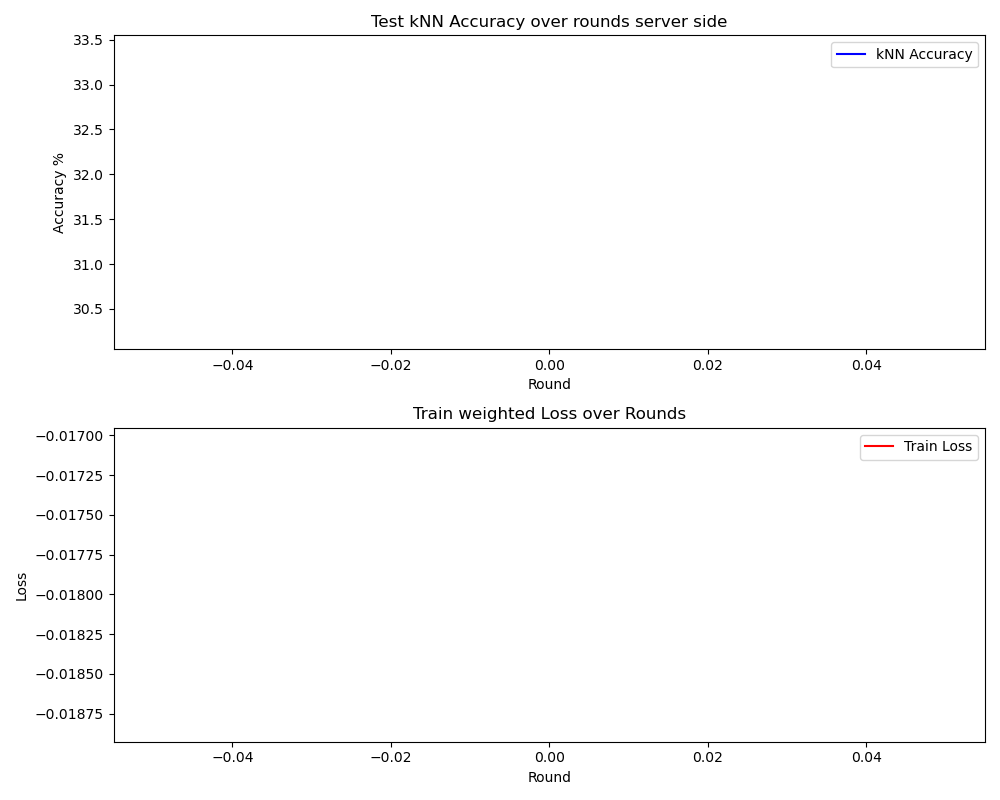 Test kNN Accuracy over rounds server side
33.5
33.0
32.5
32.0
31.5
31.0
30.5
Accuracy %
kNN Accuracy
−0.04 −0.02 0.00 0.02 0.04
Round
Train weighted Loss over Rounds
−0.01700
−0.01725
−0.01750
−0.01775
−0.01800
−0.01825
−0.01850
−0.01875
Loss
Train Loss
−0.04 −0.02 0.00 0.02 0.04
Round